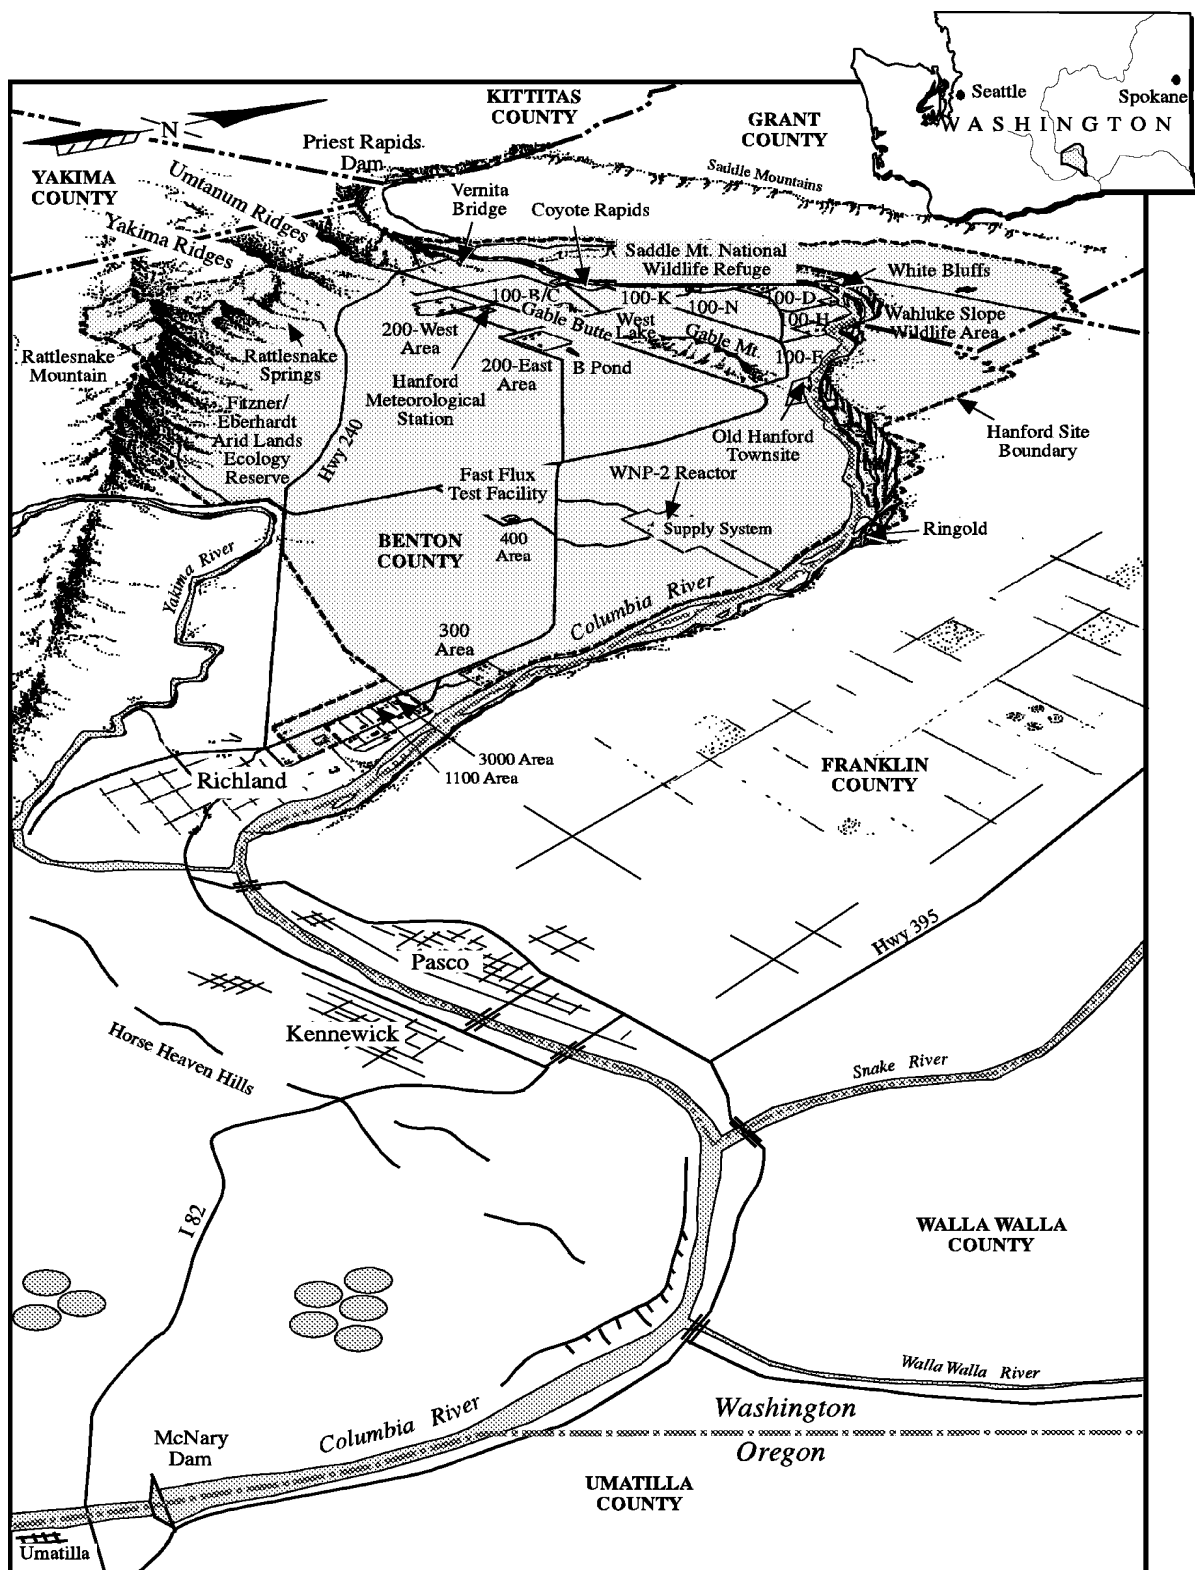 Seattle
Spokane
WASHINGTON
KITTITAS
COUNTY
GRANT
COUNTY
N
Priest Rapids
Dam
YAKIMA
COUNTY
Umtanum Ridges
Saddle Mountains
Vernita
Bridge
Coyote Rapids
Yakima Ridges
Saddle Mt. National
Wildlife Refuge
White Bluffs
100-B/C
100-K
100-N
100-D
100-H
Wahluke Slope
Wildlife Area
Gable Butte
West
Lake
Gable Mt.
200-West
Area
100-F
Rattlesnake
Mountain
Rattlesnake
Springs
200-East
Area
B Pond
Hanford
Meteorological
Station
Fitzner/
Eberhardt
Arid Lands
Ecology
Reserve
Hwy 240
Old Hanford
Townsite
Hanford Site
Boundary
Fast Flux
Test Facility
WNP-2 Reactor
Supply System
400
Area
Ringold
BENTON
COUNTY
Yakima River
Columbia River
300
Area
3000 Area
1100 Area
Richland
FRANKLIN
COUNTY
Hwy 395
Pasco
Kennewick
Horse Heaven Hills
Snake River
I 82
WALLA WALLA
COUNTY
Walla Walla River
Columbia River
Washington
Oregon
McNary
Dam
UMATILLA
COUNTY
Umatilla